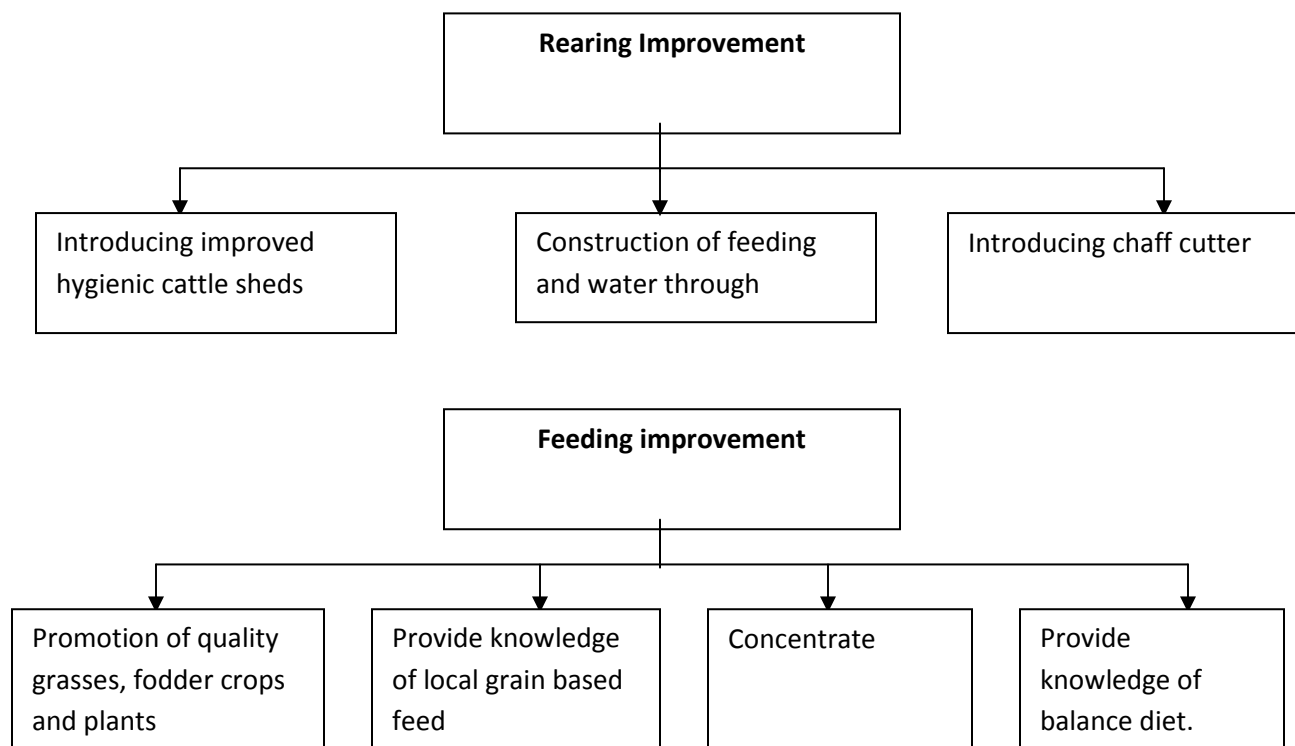 Rearing Improvement
Introducing improved
hygienic cattle sheds
Construction of feeding
and water through
Introducing chaff cutter
Feeding improvement
Promotion of quality
grasses, fodder crops
and plants
Provide knowledge
of local grain based
feed
Concentrate
Provide
knowledge of
balance diet.